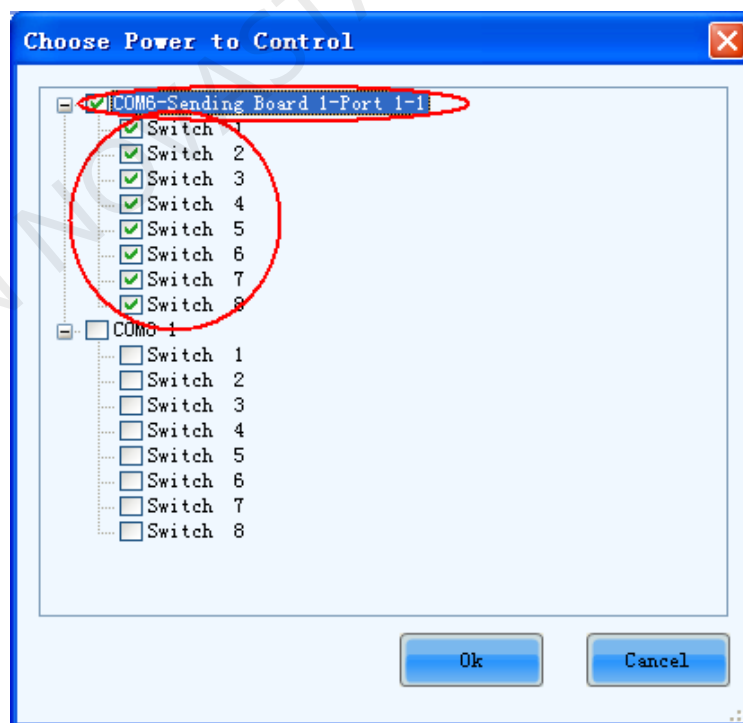 Choose Power to Control
COM6-Sending Board 1-Port 1-1
Switch 1
Switch 2
Switch 3
Switch 4
Switch 5
Switch 6
Switch 7
Switch 8
1
Switch 1
Switch 2
Switch 3
Switch 4
Switch 5
Switch 6
Switch 7
Switch 8
Ok
Cancel